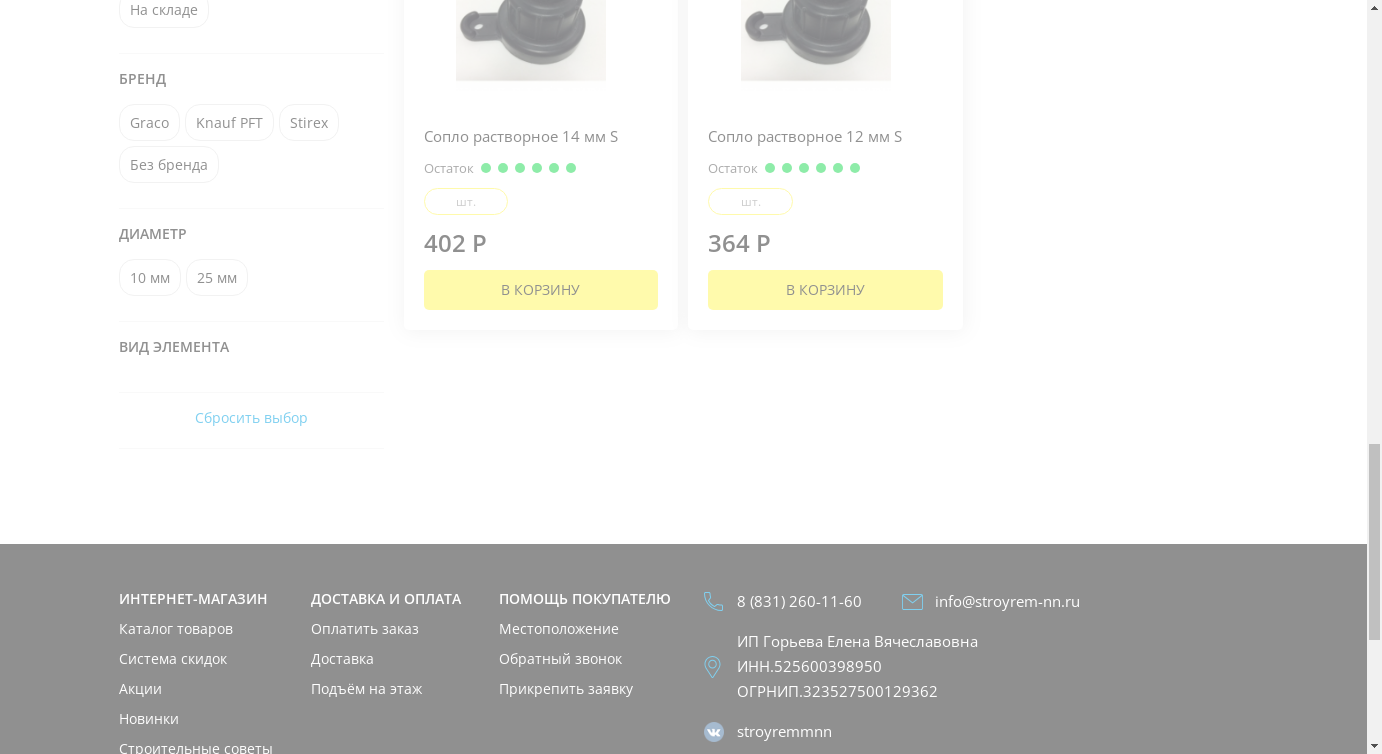 На складе
БРЕНД
Graco
Knauf PFT
Stirex
Без бренда
ДИАМЕТР
10 мм
25 мм
ВИД ЭЛЕМЕНТА
Сбросить выбор
Сопло растворное 14 мм S
Остаток
шт.
402 Р
В КОРЗИНУ
Сопло растворное 12 мм S
Остаток
шт.
364 Р
В КОРЗИНУ
ИНТЕРНЕТ-МАГАЗИН
Каталог товаров
Система скидок
Акции
Новинки
Строительные советы
ДОСТАВКА И ОПЛАТА
Оплатить заказ
Доставка
Подъём на этаж
ПОМОЩЬ ПОКУПАТЕЛЮ
Местоположение
Обратный звонок
Прикрепить заявку
8 (831) 260-11-60
info@stroyrem-nn.ru
ИП Горьева Елена Вячеславовна
ИНН.525600398950
ОГРНИП.323527500129362
stroyremmnn